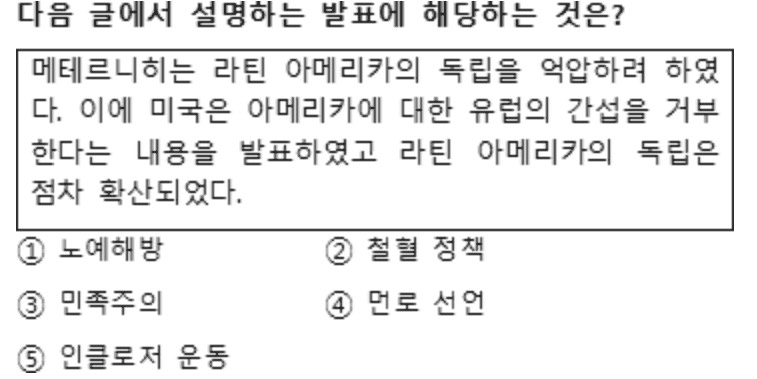 다음 글에서 설명하는 발표에 해당하는 것은?
메테르니히는 라틴 아메리카의 독립을 억압하려 하였
다. 이에 미국은 아메리카에 대한 유럽의 간섭을 거부
한다는 내용을 발표하였고 라틴 아메리카의 독립은
점차 확산되었다.
① 노예해방 ② 철혈 정책
③ 민족주의 ④ 먼로 선언
⑤ 인클로저 운동